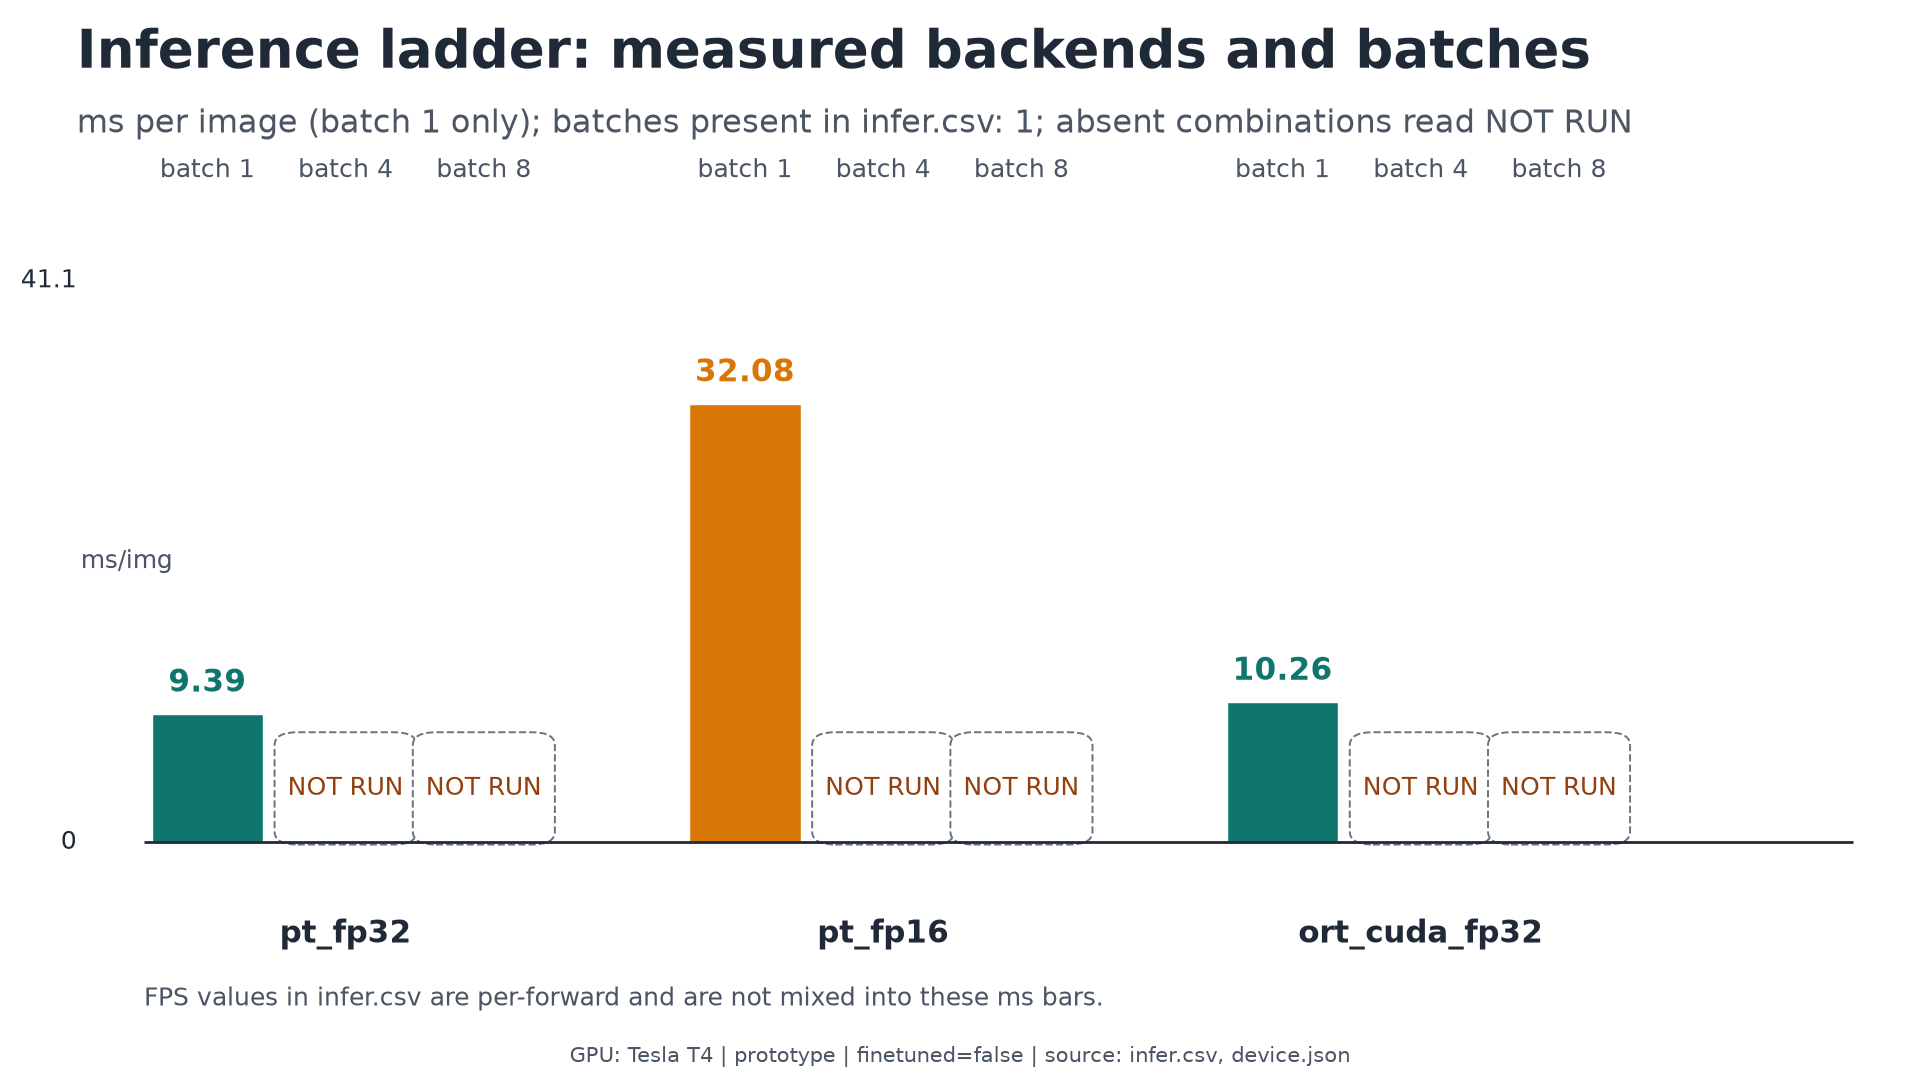 Inference ladder: measured backends and batches
ms per image (batch 1 only); batches present in infer.csv: 1; absent combinations read NOT RUN
batch 1 batch 4 batch 8 batch 1 batch 4 batch 8 batch 1 batch 4 batch 8
41.1
32.08
ms/img
10.26
9.39
NOT RUN NOT RUN NOT RUN NOT RUN NOT RUN NOT RUN
0
pt_fp32 pt_fp16 ort_cuda_fp32
FPS values in infer.csv are per-forward and are not mixed into these ms bars.
GPU: Tesla T4 | prototype | finetuned=false | source: infer.csv, device.json